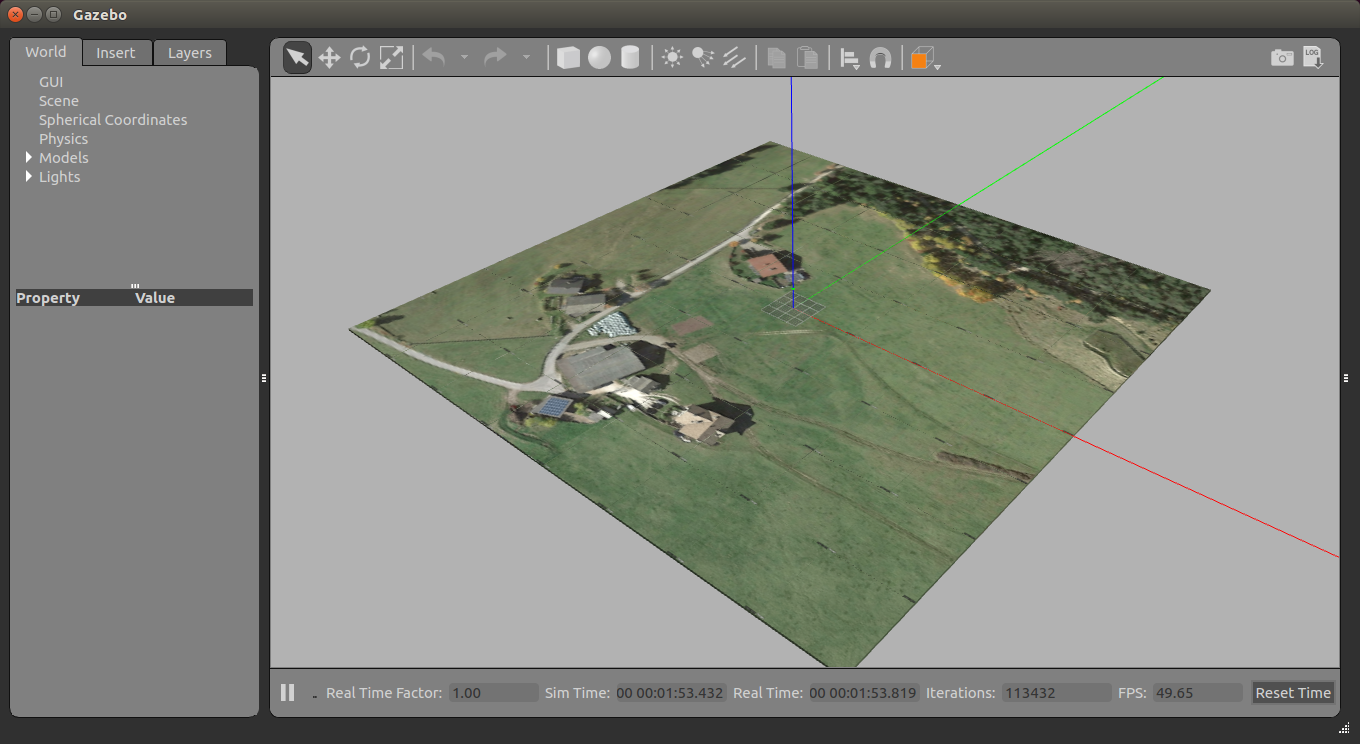 Gazebo
World Insert Layers
GUI
Scene
Spherical Coordinates
Physics
Models
Lights
Property Value
LOG
Real Time Factor: 1.00 Sim Time: 00 00:01:53.432 Real Time: 00 00:01:53.819 Iterations: 113432 FPS: 49.65 Reset Time